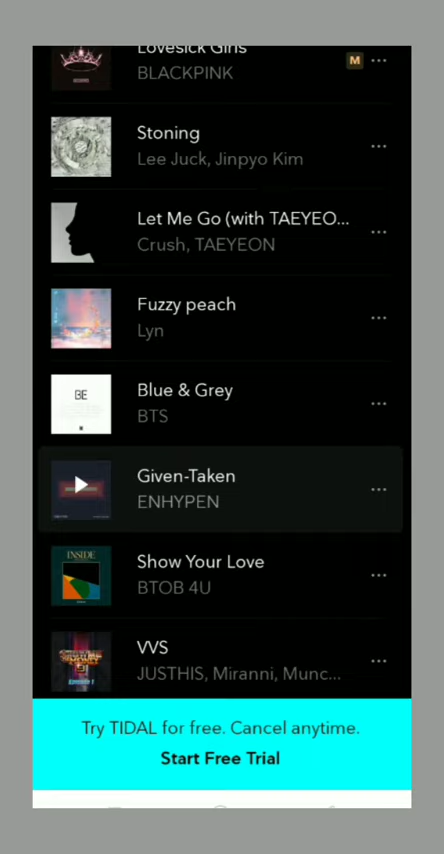 Lovesick Girls
BLACKPINK
M
Stoning
Lee Juck, Jinpyo Kim
Let Me Go (with TAEYEO...
Crush, TAEYEON
Fuzzy peach
Lyn
BE
Blue & Grey
BTS
Given-Taken
ENHYPEN
INSIDE
Show Your Love
BTOB 4U
VVS
JUSTHIS, Miranni, Munc...
Try TIDAL for free. Cancel anytime.
Start Free Trial